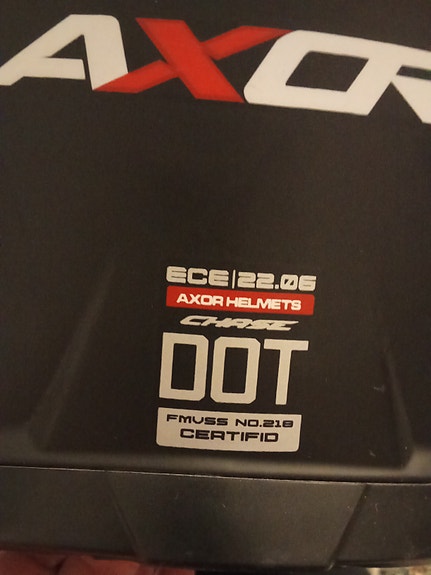 AXOR
ECE|22.06
AXOR HELMETS
CHASE
DOT
FMVSS NO.218
CERTIFID